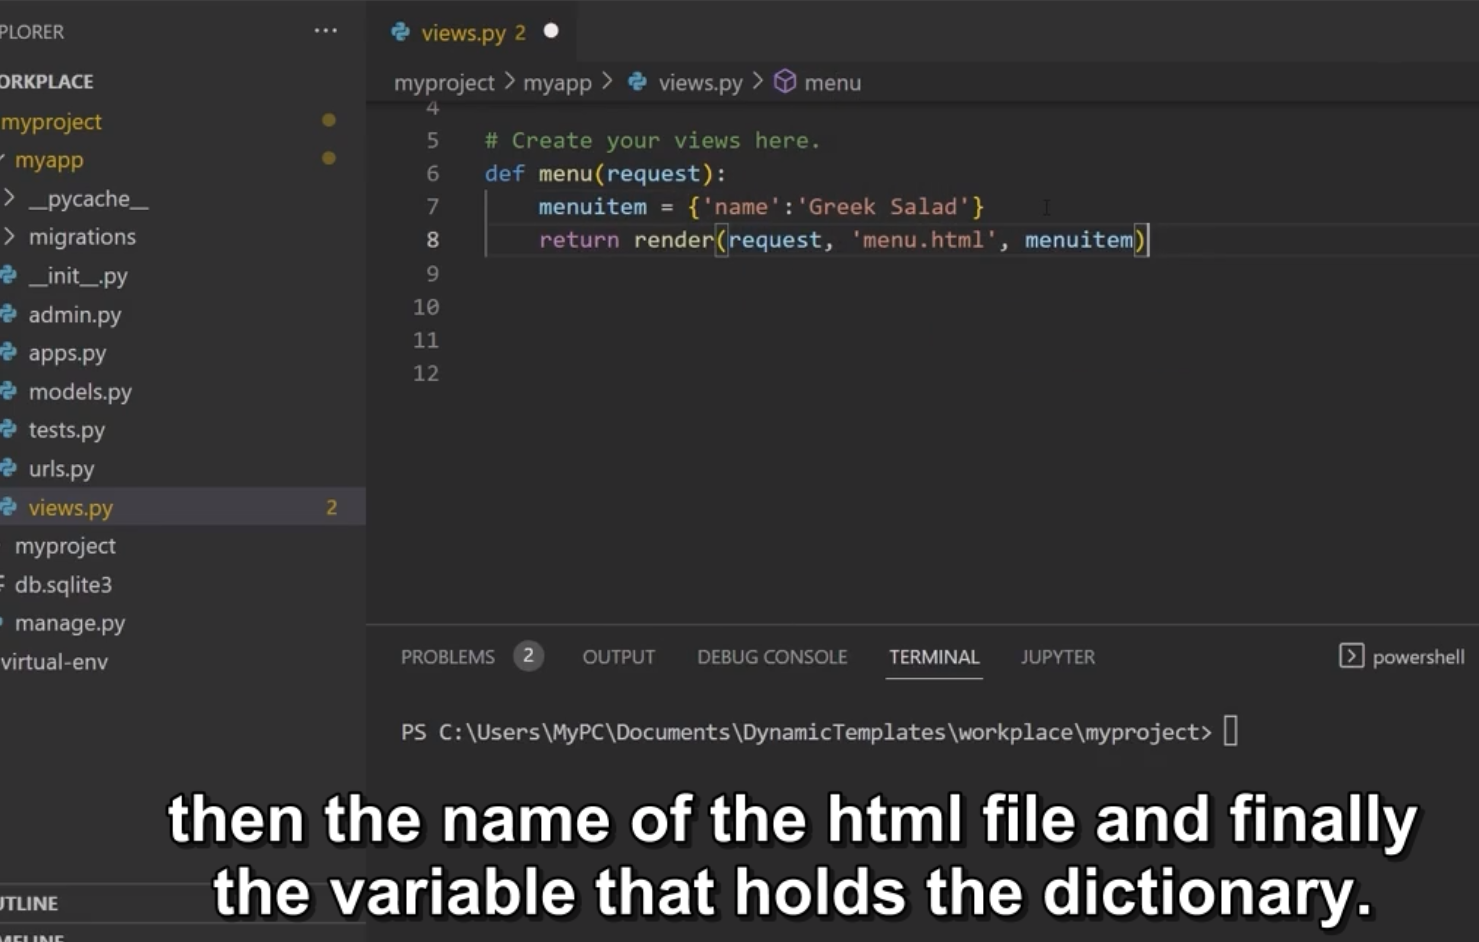 PLORER
···
ORKPLACE
myproject
myapp
__pycache__
migrations
__init__.py
admin.py
apps.py
models.py
tests.py
urls.py
views.py 2
myproject
db.sqlite3
manage.py
virtual-env
UTLINE
views.py 2
myproject > myapp > views.py > menu
4
5 # Create your views here.
6 def menu(request):
7 menuitem = {'name':'Greek Salad'}
8 return render(request, 'menu.html', menuitem)
9
10
11
12
PROBLEMS 2 OUTPUT DEBUG CONSOLE TERMINAL JUPYTER powershell
PS C:\Users\MyPC\Documents\DynamicTemplates\workplace\myproject>
then the name of the html file and finally
the variable that holds the dictionary.